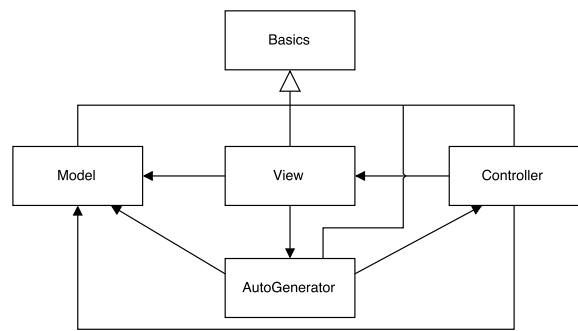 Basics
Model
View
Controller
AutoGenerator